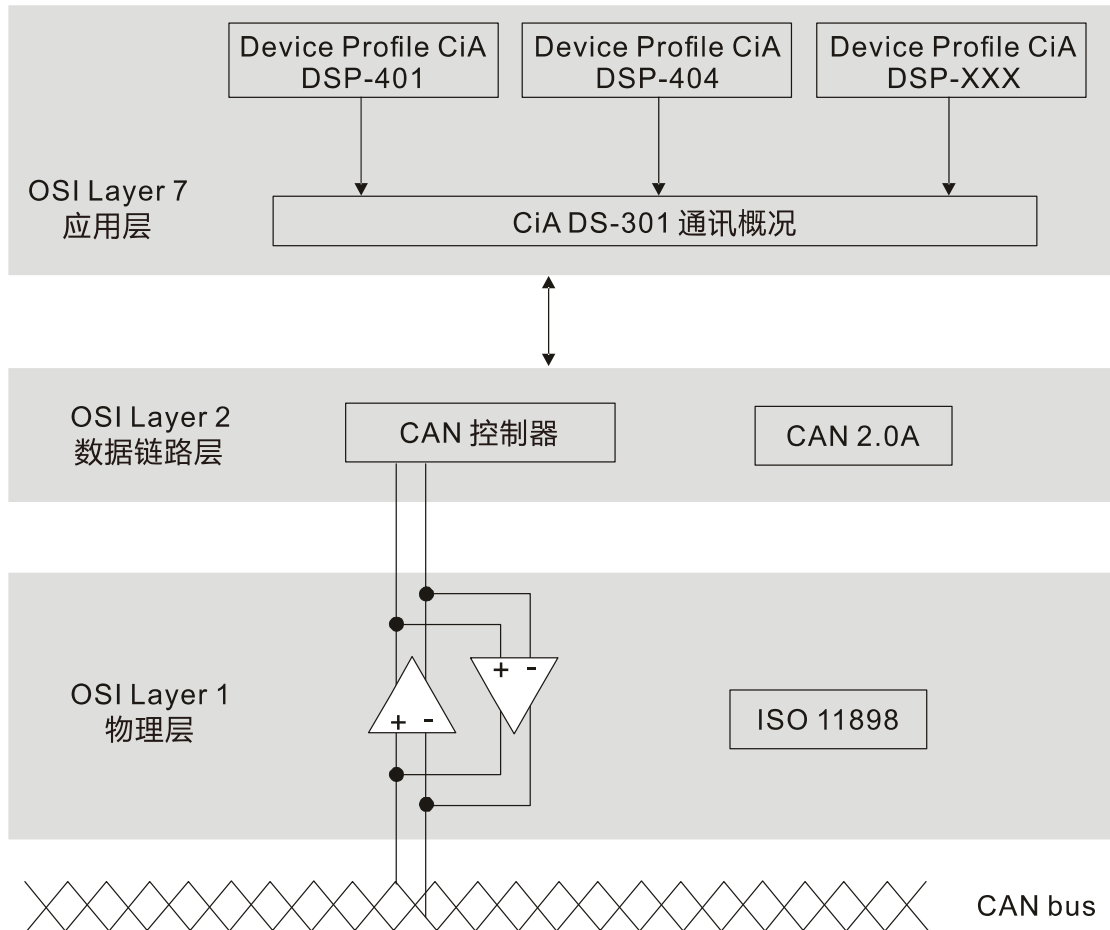 Device Profile CiA
DSP-401
Device Profile CiA
DSP-404
Device Profile CiA
DSP-XXX
OSI Layer 7
应用层
CiA DS-301 通讯概况
OSI Layer 2
数据链路层
CAN 控制器
CAN 2.0A
OSI Layer 1
物理层
+ -
+ -
ISO 11898
CAN bus